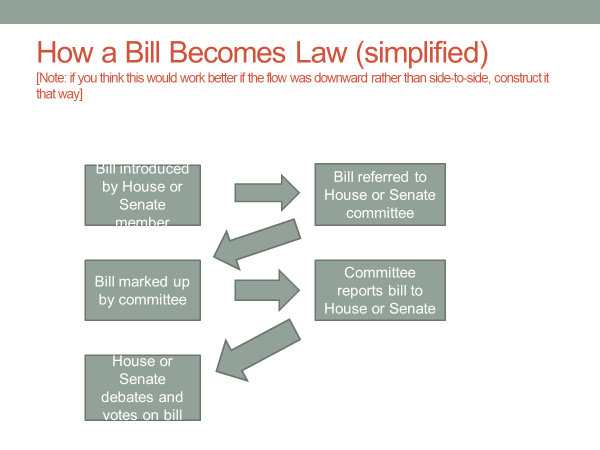 How a Bill Becomes Law (simplified)
[Note: if you think this would work better if the flow was downward rather than side-to-side, construct it
that way]
Bill introduced
by House or
Senate
member
Bill referred to
House or Senate
committee
Bill marked up
by committee
Committee
reports bill to
House or Senate
House or
Senate
debates and
votes on bill